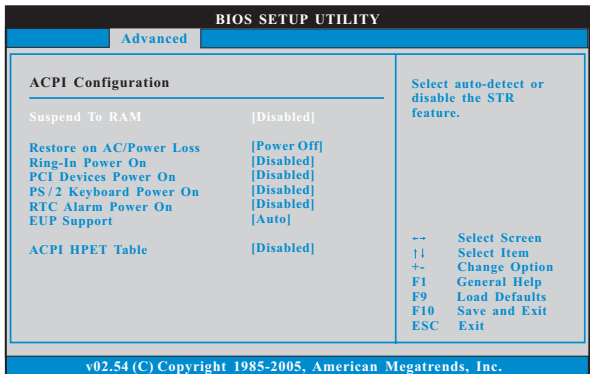 BIOS SETUP UTILITY
Advanced
ACPI Configuration
Suspend To RAM [Disabled]
Restore on AC/Power Loss [Power Off]
Ring-In Power On [Disabled]
PCI Devices Power On [Disabled]
PS/2 Keyboard Power On [Disabled]
RTC Alarm Power On [Disabled]
EUP Support [Auto]
ACPI HPET Table [Disabled]
Select auto-detect or
disable the STR
feature.
←→ Select Screen
↑↓ Select Item
+- Change Option
F1 General Help
F9 Load Defaults
F10 Save and Exit
ESC Exit
v02.54 (C) Copyright 1985-2005, American Megatrends, Inc.